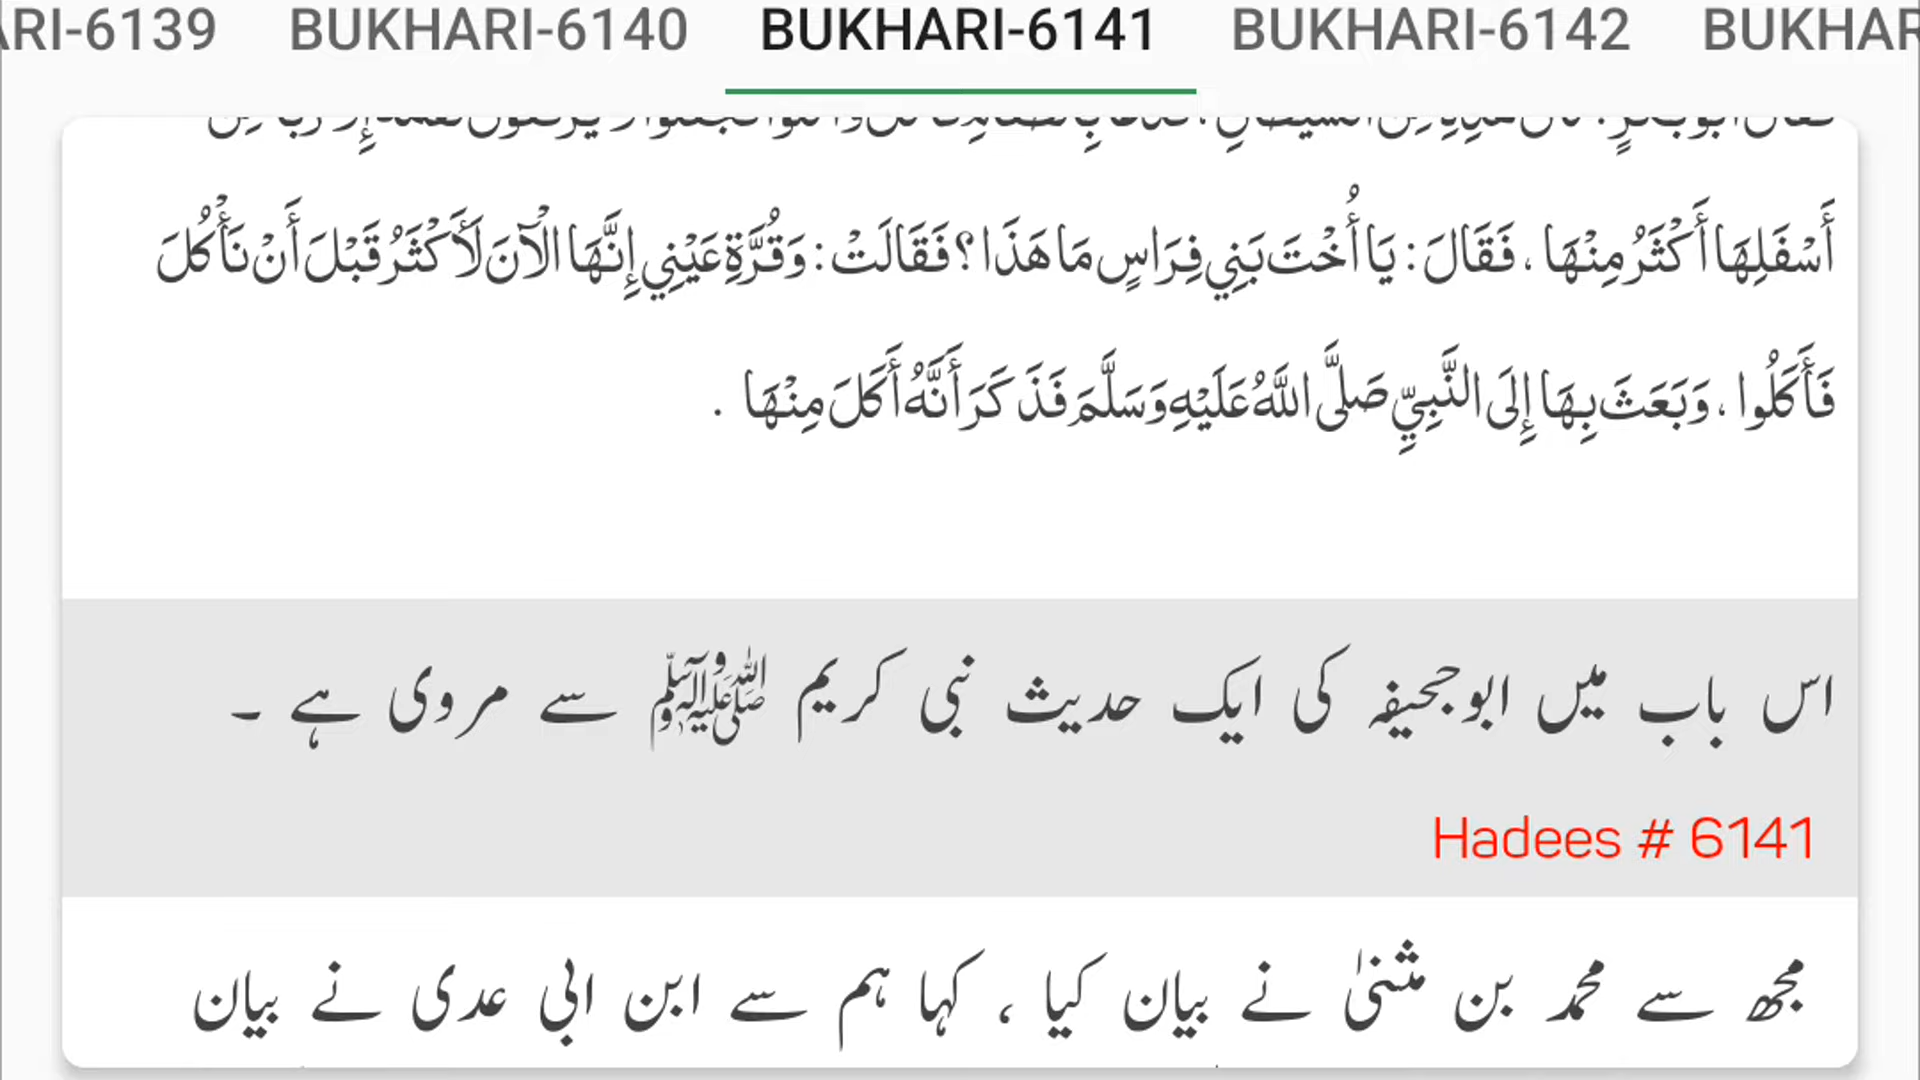 RI-6139 BUKHARI-6140 BUKHARI-6141 BUKHARI-6142 BUKHAR
أَسْفَلِهَا أَكْثَرُ مِنْهَا ، فَقَالَ : يَا أُخْتَ بَنِي فِرَاسٍ مَا هَذَا ؟ فَقَالَتْ : وَقُرَّةِ عَيْنِي إِنَّهَا الْآنَ لَأَكْثَرُ قَبْلَ أَنْ نَأْكُلَ
فَأَكَلُوا ، وَبَعَثَ بِهَا إِلَى النَّبِيِّ صَلَّى اللَّهُ عَلَيْهِ وَسَلَّمَ فَذَكَرَ أَنَّهُ أَكَلَ مِنْهَا .
اس باب میں ابوجحیفہ کی ایک حدیث نبی کریم ﷺ سے مروی ہے ۔
Hadees # 6141
مجھ سے محمد بن مثنیٰ نے بیان کیا ، کہا ہم سے ابن ابی عدی نے بیان